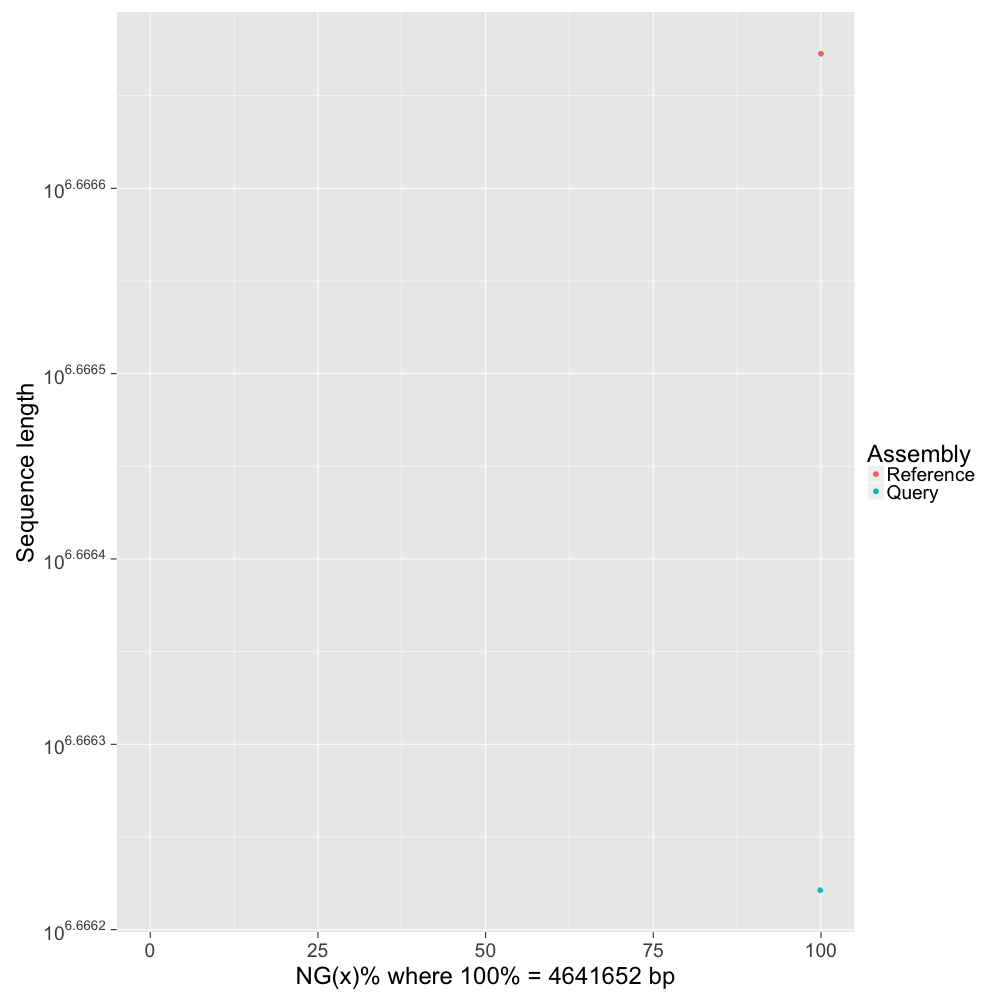 10^6.6666
10^6.6665
10^6.6664
10^6.6663
10^6.6662
Sequence length
0 25 50 75 100
NG(x)% where 100% = 4641652 bp
Assembly
Reference
Query